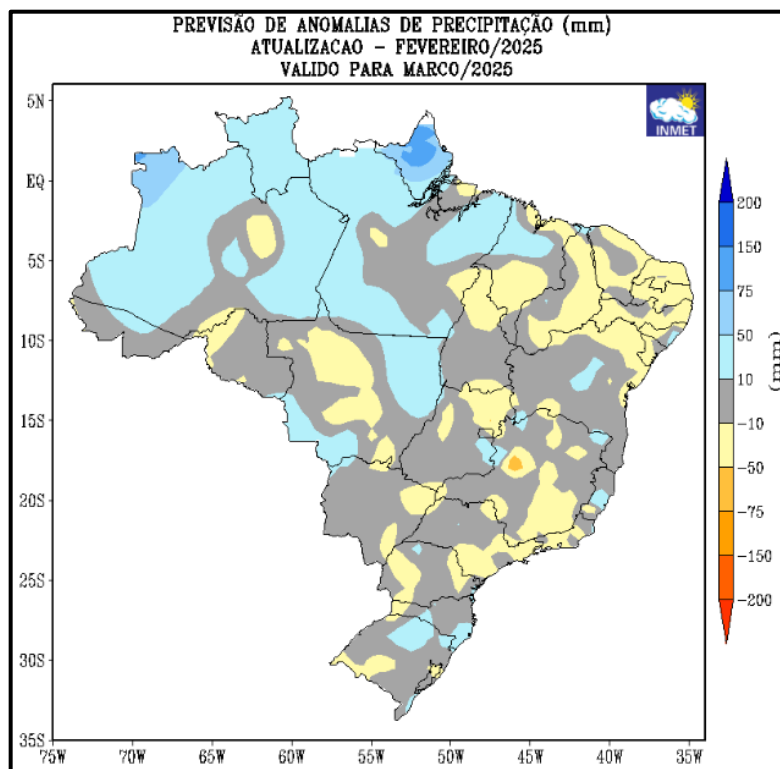 PREVISÃO DE ANOMALIAS DE PRECIPITAÇÃO (mm)
ATUALIZACAO – FEVEREIRO/2025
VALIDO PARA MARCO/2025
INMET
5N
EQ
5S
10S
15S
20S
25S
30S
35S
75W 70W 65W 60W 55W 50W 45W 40W 35W
200
150
75
50
10
-10
-50
-75
-150
-200
(mm)